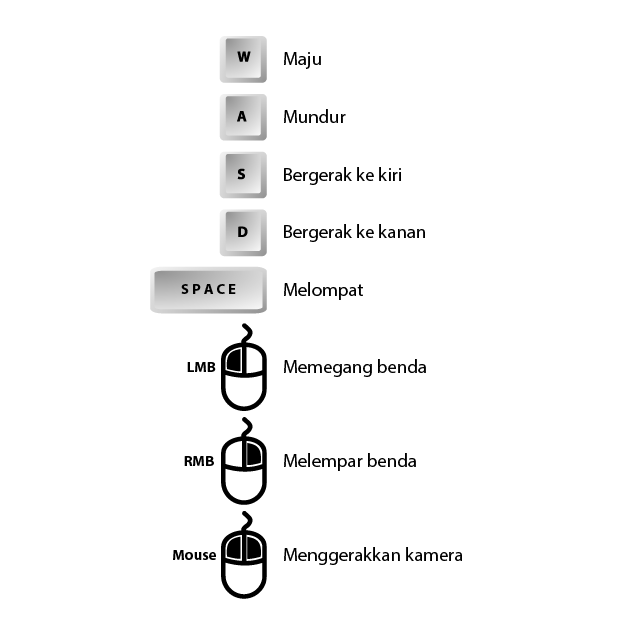 W Maju
A Mundur
S Bergerak ke kiri
D Bergerak ke kanan
SPACE Melompat
LMB Memegang benda
RMB Melempar benda
Mouse Menggerakkan kamera